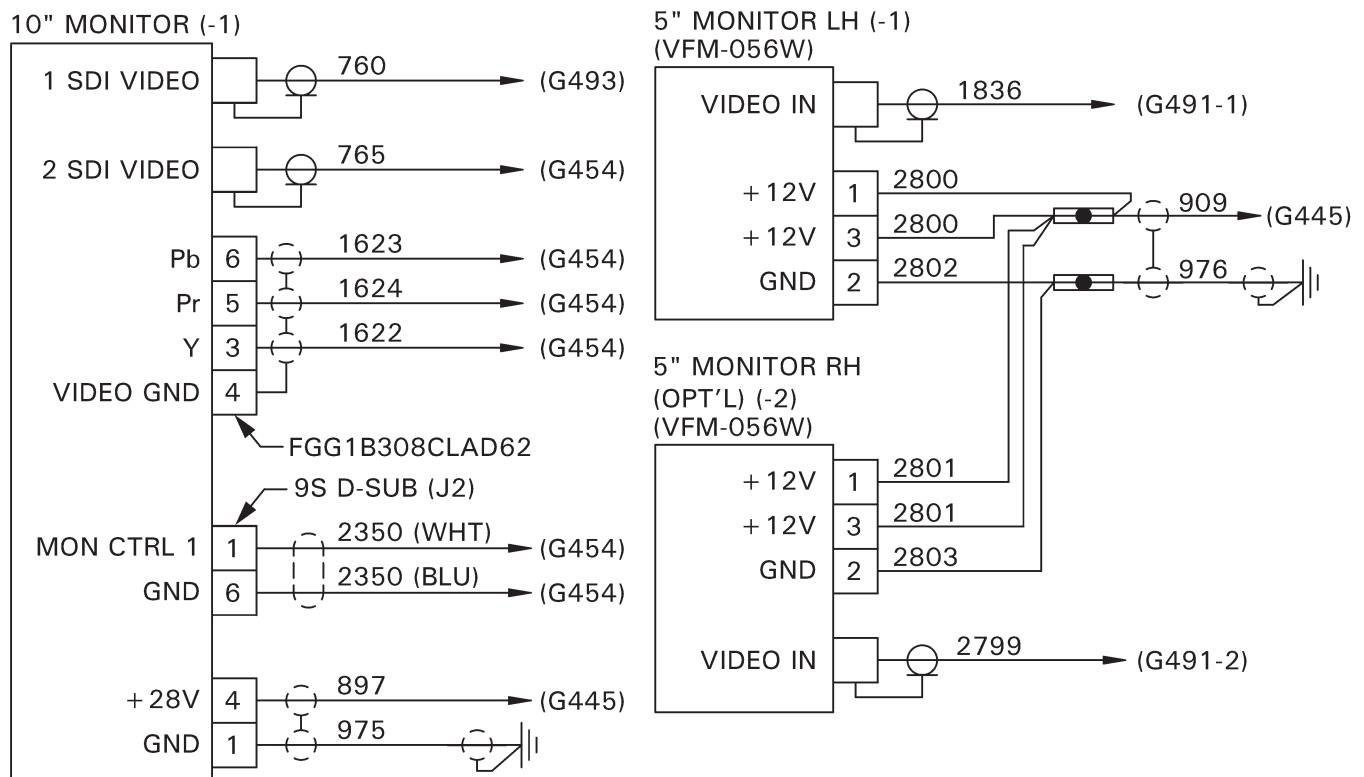 10" MONITOR (-1)
1 SDI VIDEO 760 (G493)
2 SDI VIDEO 765 (G454)
Pb 6 1623 (G454)
Pr 5 1624 (G454)
Y 3 1622 (G454)
VIDEO GND 4
FGG1B308CLAD62
9S D-SUB (J2)
MON CTRL 1 1 2350 (WHT) (G454)
GND 6 2350 (BLU) (G454)
+28V 4 897 (G445)
GND 1 975
5" MONITOR LH (-1)
(VFM-056W)
VIDEO IN 1836 (G491-1)
+12V 1 2800
909 (G445)
+12V 3 2800
GND 2 2802 976
5" MONITOR RH
(OPT'L) (-2)
(VFM-056W)
+12V 1 2801
+12V 3 2801
GND 2 2803
VIDEO IN 2799 (G491-2)